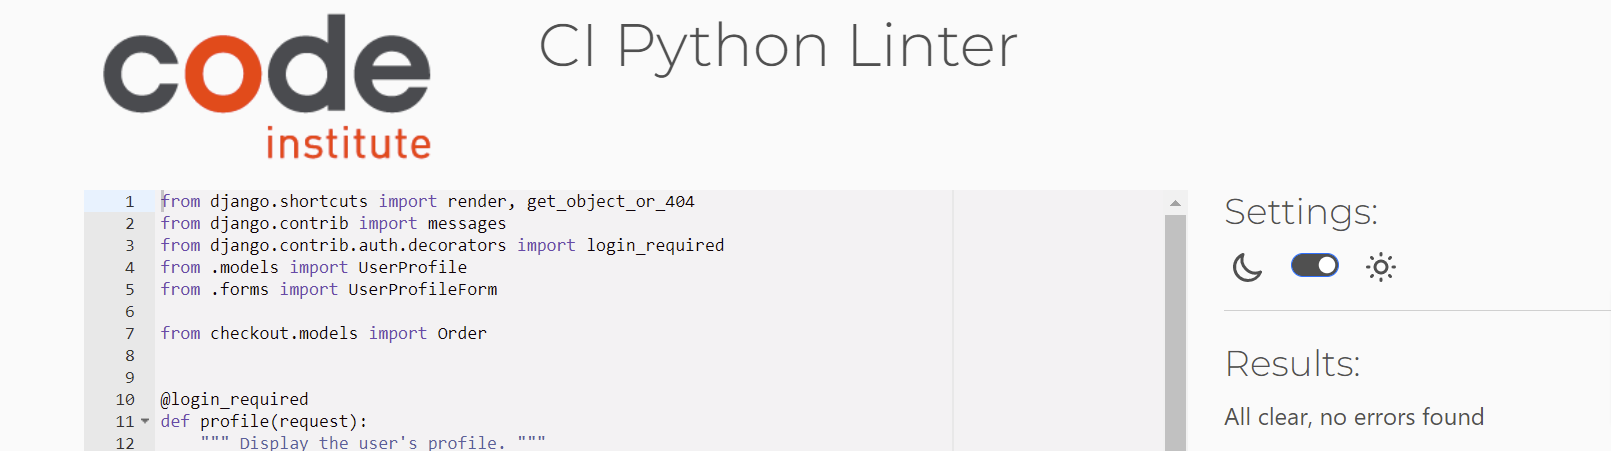 code
institute
CI Python Linter
1 from django.shortcuts import render, get_object_or_404
2 from django.contrib import messages
3 from django.contrib.auth.decorators import login_required
4 from .models import UserProfile
5 from .forms import UserProfileForm
6
7 from checkout.models import Order
8
9
10 @login_required
11 def profile(request):
12     """ Display the user's profile. """
Settings:
Results:
All clear, no errors found